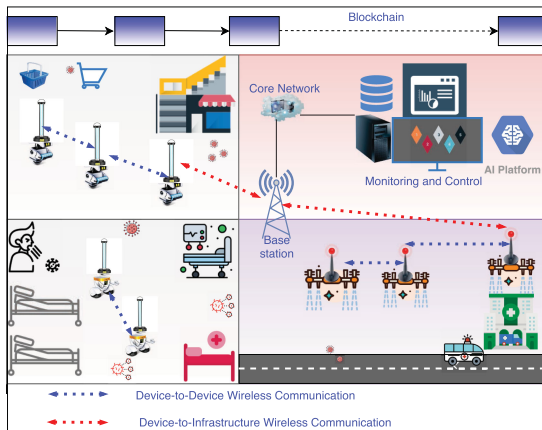 Blockchain
Core Network
AI Platform
Monitoring and Control
Base
station
Device-to-Device Wireless Communication
Device-to-Infrastructure Wireless Communication